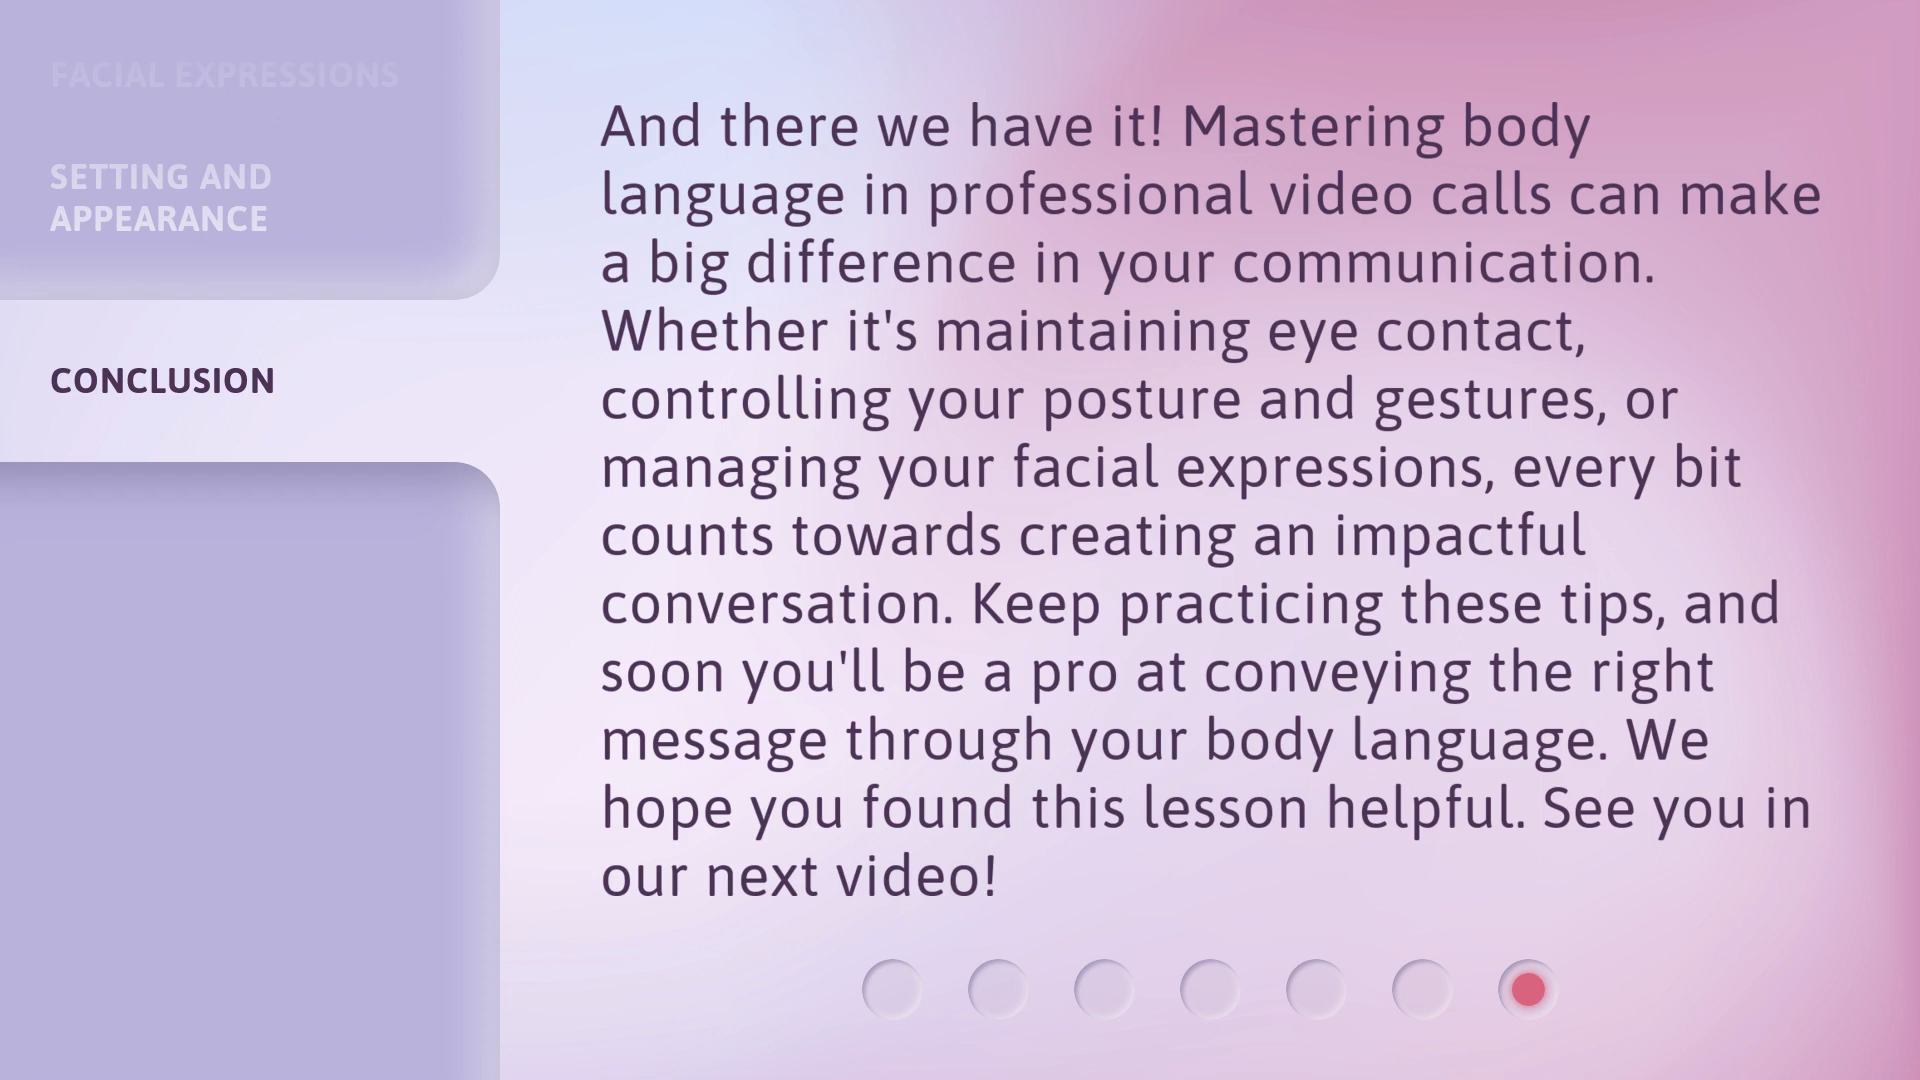 FACIAL EXPRESSIONS
SETTING AND
APPEARANCE
CONCLUSION
And there we have it! Mastering body
language in professional video calls can make
a big difference in your communication.
Whether it's maintaining eye contact,
controlling your posture and gestures, or
managing your facial expressions, every bit
counts towards creating an impactful
conversation. Keep practicing these tips, and
soon you'll be a pro at conveying the right
message through your body language. We
hope you found this lesson helpful. See you in
our next video!